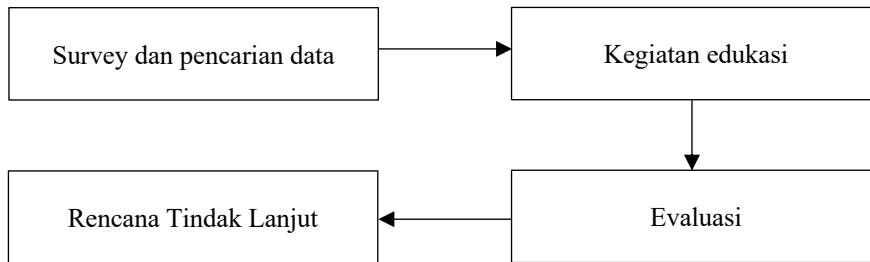 Survey dan pencarian data
Kegiatan edukasi
Evaluasi
Rencana Tindak Lanjut